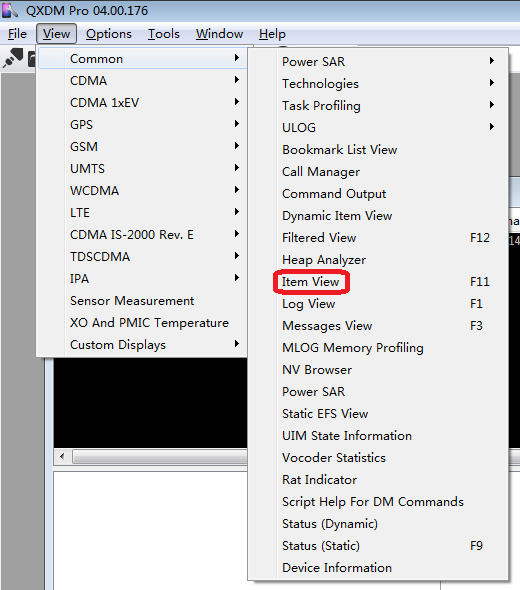 QXDM Pro 04.00.176
File View Options Tools Window Help
Common
CDMA
CDMA 1xEV
GPS
GSM
UMTS
WCDMA
LTE
CDMA IS-2000 Rev. E
TDSCDMA
IPA
Sensor Measurement
XO And PMIC Temperature
Custom Displays
Power SAR
Technologies
Task Profiling
ULOG
Bookmark List View
Call Manager
Command Output
Dynamic Item View
Filtered View F12
Heap Analyzer
Item View F11
Log View F1
Messages View F3
MLOG Memory Profiling
NV Browser
Power SAR
Static EFS View
UIM State Information
Vocoder Statistics
Rat Indicator
Script Help For DM Commands
Status (Dynamic)
Status (Static) F9
Device Information